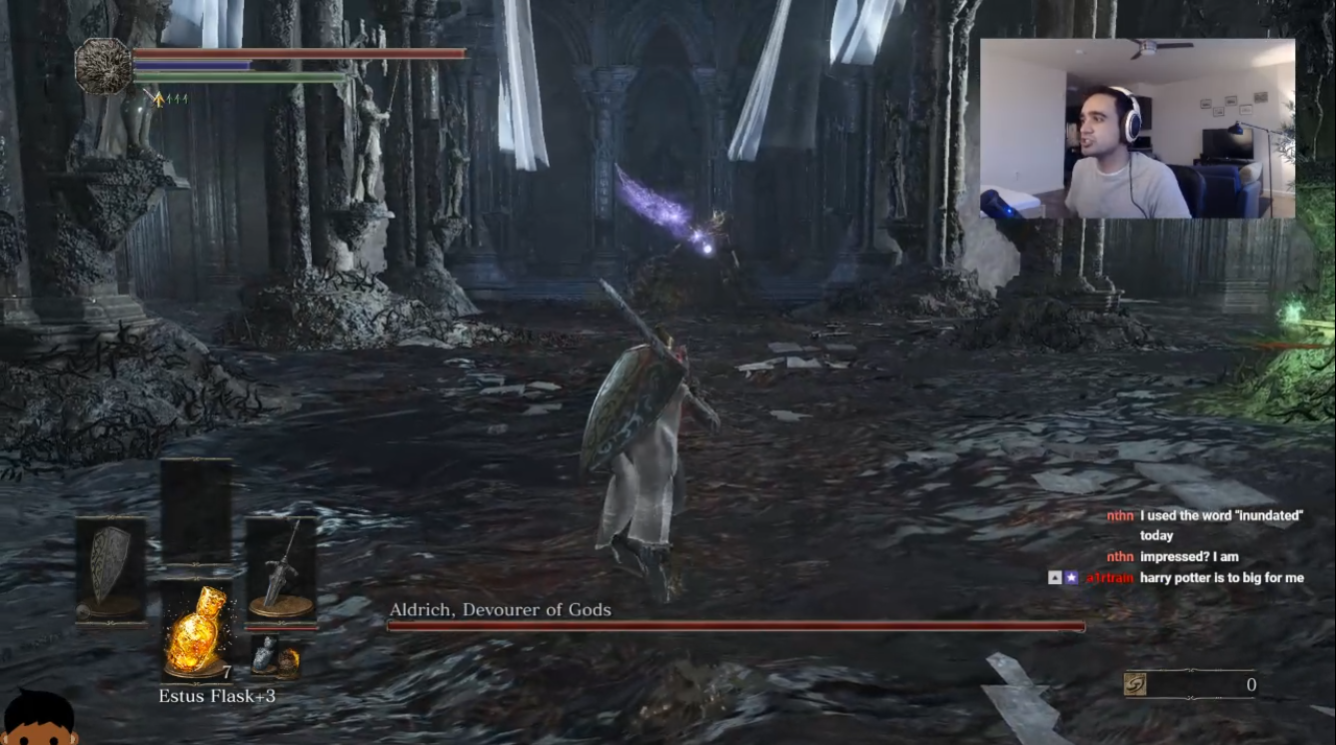 nthn I used the word "inundated"
today
nthn impressed? I am
a1rtrain harry potter is to big for me
Aldrich, Devourer of Gods
7
Estus Flask+3
0